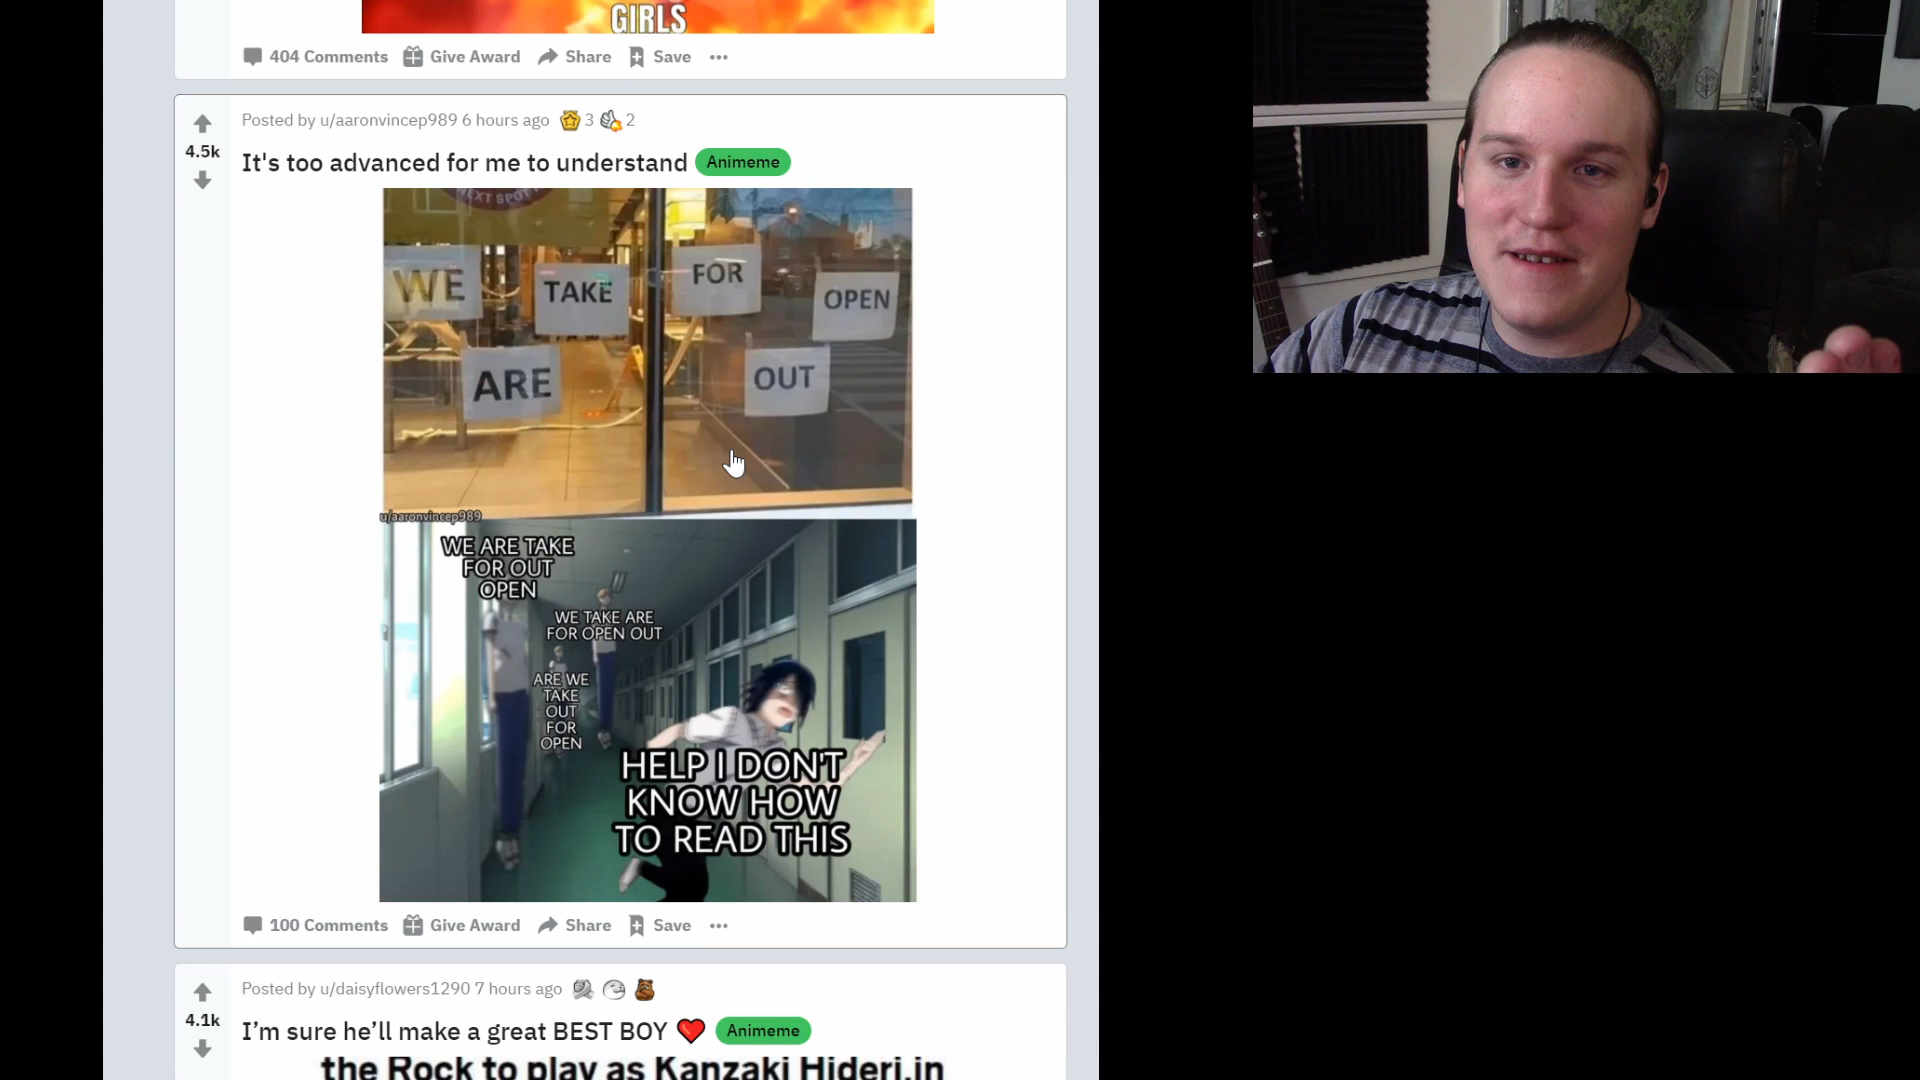 GIRLS
404 Comments Give Award Share Save
Posted by u/aaronvincep989 6 hours ago 3 2
4.5k
It's too advanced for me to understand Animeme
EXT SPOT
WE TAKE FOR OPEN
ARE OUT
u/aaronvincep989
WE ARE TAKE
FOR OUT
OPEN
WE TAKE ARE
FOR OPEN OUT
ARE WE
TAKE
OUT
FOR
OPEN
HELP I DON'T
KNOW HOW
TO READ THIS
100 Comments Give Award Share Save
Posted by u/daisyflowers1290 7 hours ago
4.1k
I’m sure he’ll make a great BEST BOY Animeme
the Rock to play as Kanzaki Hideri.in